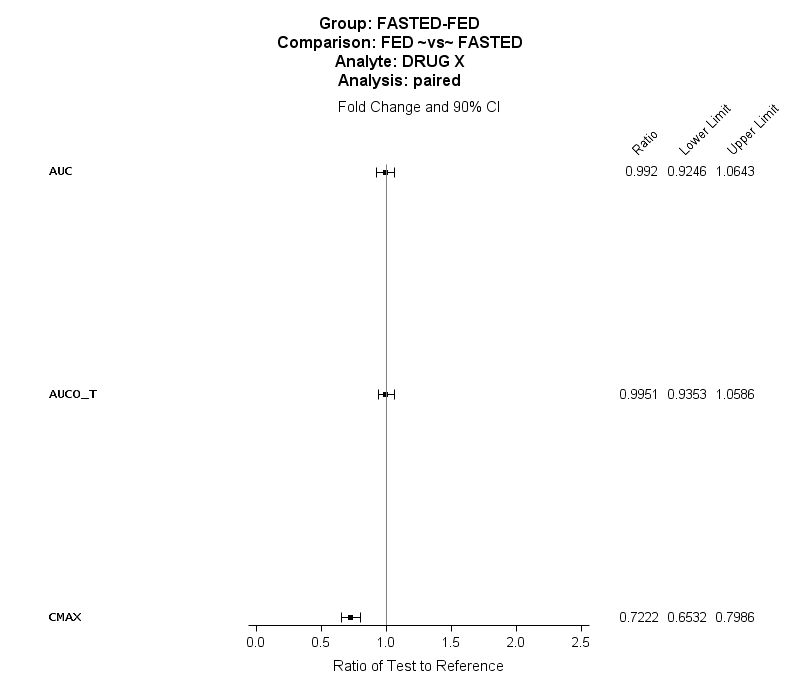 Group: FASTED-FED
Comparison: FED ~vs~ FASTED
Analyte: DRUG X
Analysis: paired
Fold Change and 90% CI
Ratio Lower Limit Upper Limit
AUC 0.992 0.9246 1.0643
AUC0_T 0.9951 0.9353 1.0586
CMAX 0.7222 0.6532 0.7986
0.0 0.5 1.0 1.5 2.0 2.5
Ratio of Test to Reference